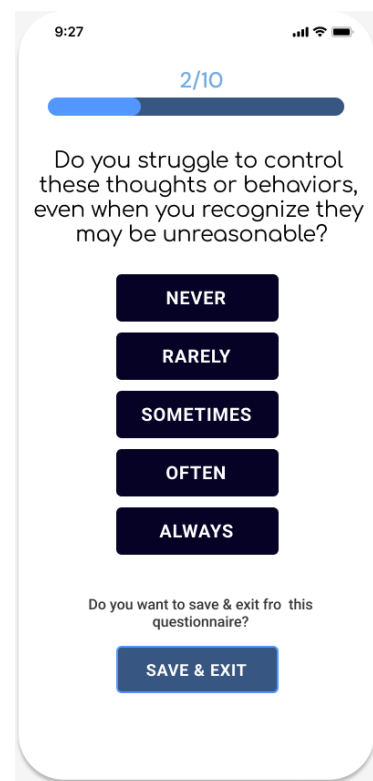 9:27
2/10
Do you struggle to control
these thoughts or behaviors,
even when you recognize they
may be unreasonable?
NEVER
RARELY
SOMETIMES
OFTEN
ALWAYS
Do you want to save & exit fro  this
questionnaire?
SAVE & EXIT